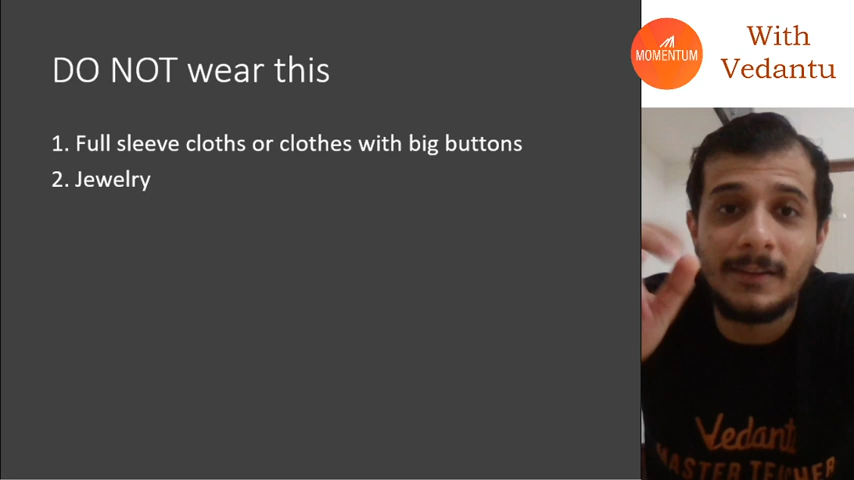 DO NOT wear this
1. Full sleeve cloths or clothes with big buttons
2. Jewelry
MOMENTUM
With
Vedantu
Vedantu
MASTER TEACHER